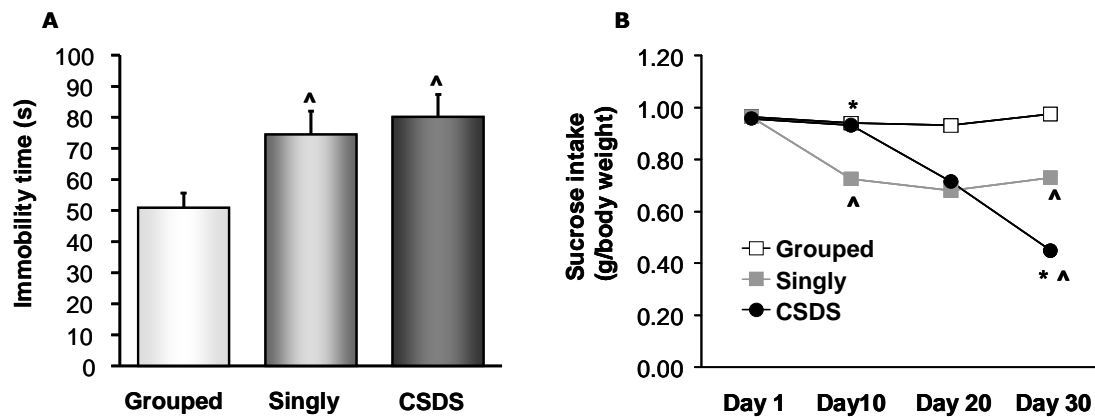 A
Immobility time (s)
100
90
80
70
60
50
40
30
20
10
0
^
^
Grouped Singly CSDS
B
Sucrose intake
(g/body weight)
1.20
1.00
0.80
0.60
0.40
0.20
0.00
*
^
^
* ^
Grouped
Singly
CSDS
Day 1 Day10 Day 20 Day 30